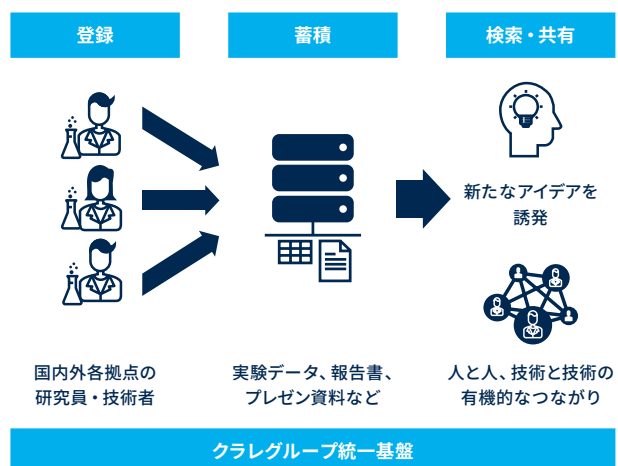 登録
蓄積
検索・共有
新たなアイデアを
誘発
国内外各拠点の
研究員・技術者
実験データ、報告書、
プレゼン資料など
人と人、技術と技術の
有機的なつながり
クラレグループ統一基盤